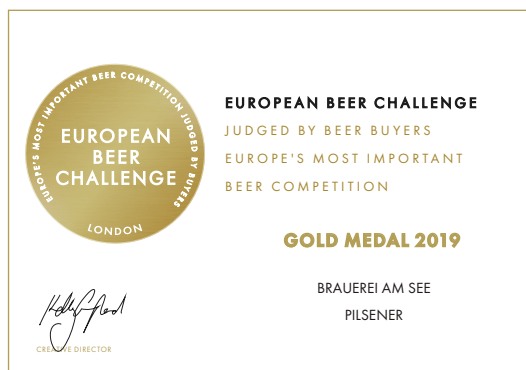 EUROPE'S MOST IMPORTANT BEER COMPETITION JUDGED BY BUYERS
EUROPEAN
BEER
CHALLENGE
LONDON
EUROPEAN BEER CHALLENGE
JUDGED BY BEER BUYERS
EUROPE'S MOST IMPORTANT
BEER COMPETITION
GOLD MEDAL 2019
BRAUEREI AM SEE
PILSENER
CREATIVE DIRECTOR